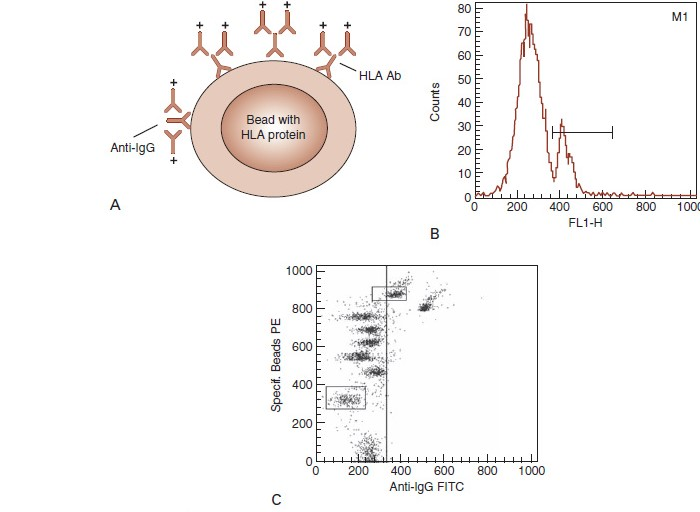 + +
+ +
+ +
HLA Ab
+
Bead with
HLA protein
Anti-IgG
+
A
M1
80
70
60
50
40
30
20
10
0
Counts
0 200 400 600 800 1000
FL1-H
B
1000
800
600
400
200
0
Specif. Beads PE
0 200 400 600 800 1000
Anti-IgG FITC
C